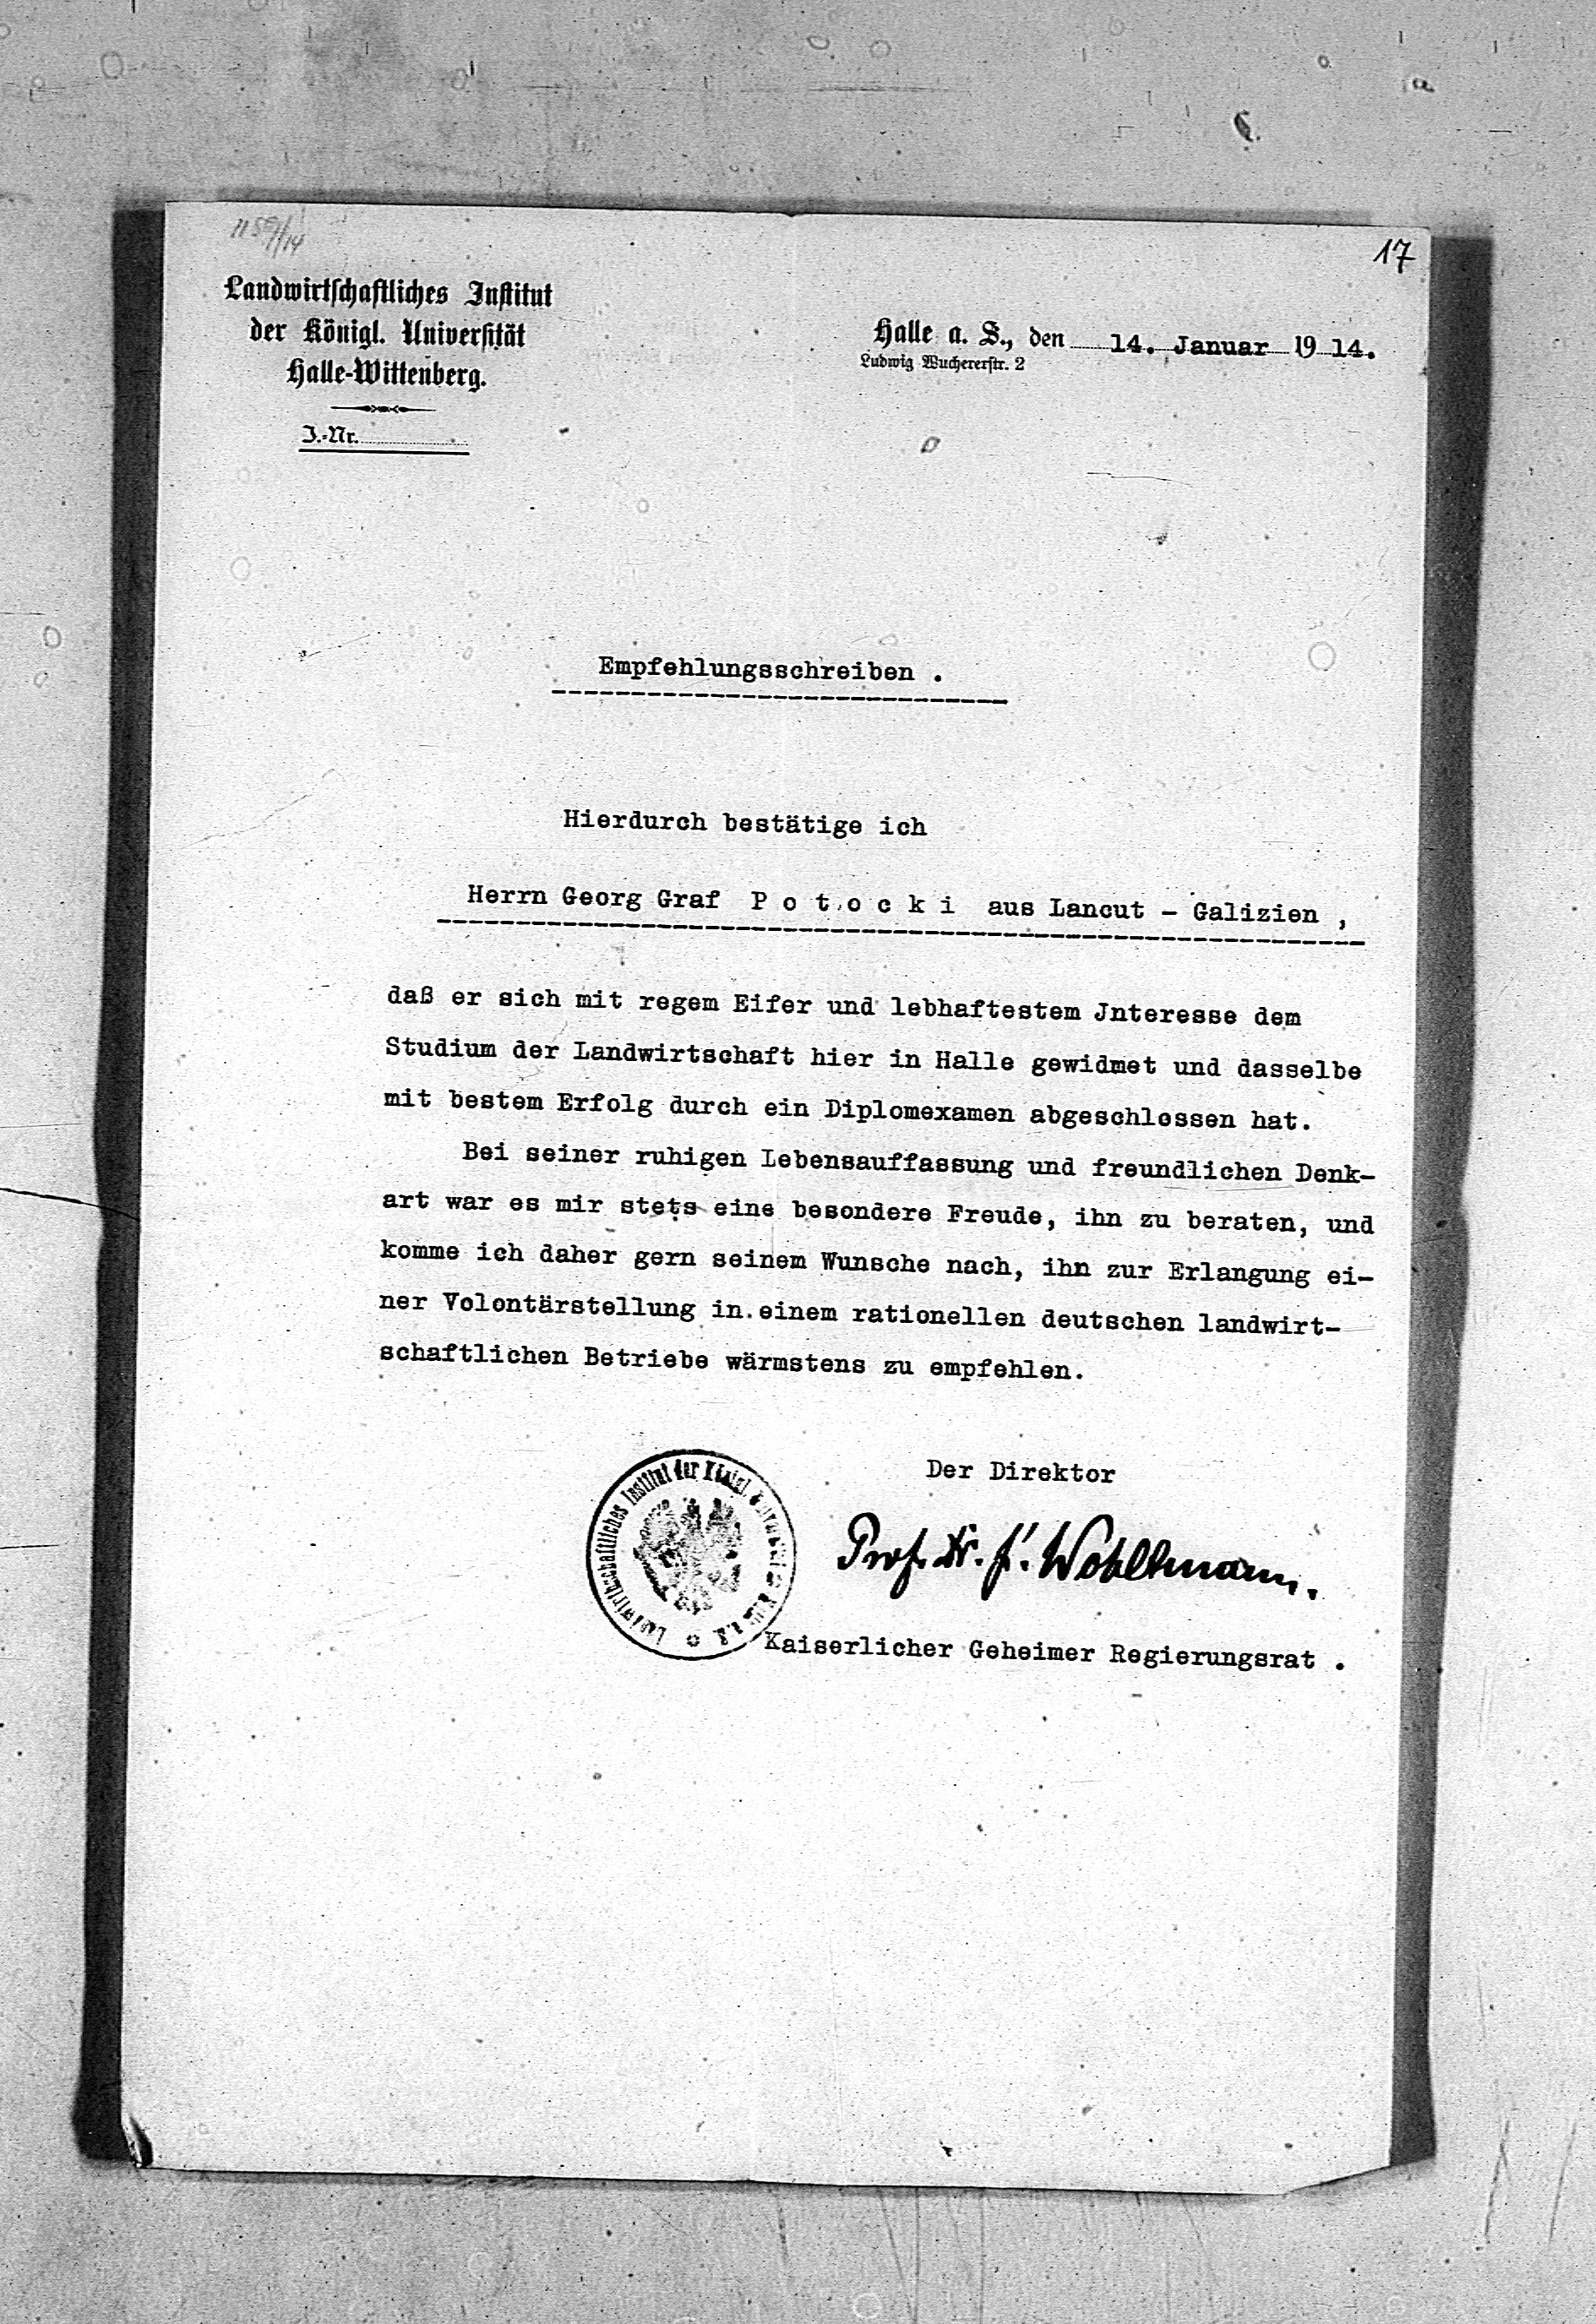 17
Landwirtschaftliches Institut
der Königl. Universität
Halle-Wittenberg.
J.-Nr.
Halle a. S., den 14. Januar 1914.
Ludwig Wuchererstr. 2
Empfehlungsschreiben .
Hierdurch bestätige ich
Herrn Georg Graf P o t o c k i aus Lancut - Galizien ,
daß er sich mit regem Eifer und lebhaftestem Jnteresse dem
Studium der Landwirtschaft hier in Halle gewidmet und dasselbe
mit bestem Erfolg durch ein Diplomexamen abgeschlossen hat.
Bei seiner ruhigen Lebensauffassung und freundlichen Denk-
art war es mir stets eine besondere Freude, ihn zu beraten, und
komme ich daher gern seinem Wunsche nach, ihn zur Erlangung ei-
ner Volontärstellung in einem rationellen deutschen landwirt-
schaftlichen Betriebe wärmstens zu empfehlen.
Der Direktor
Landwirthschaftliches Institut der Königl.
Prof. Dr. F. Wohltmann.
Kaiserlicher Geheimer Regierungsrat .